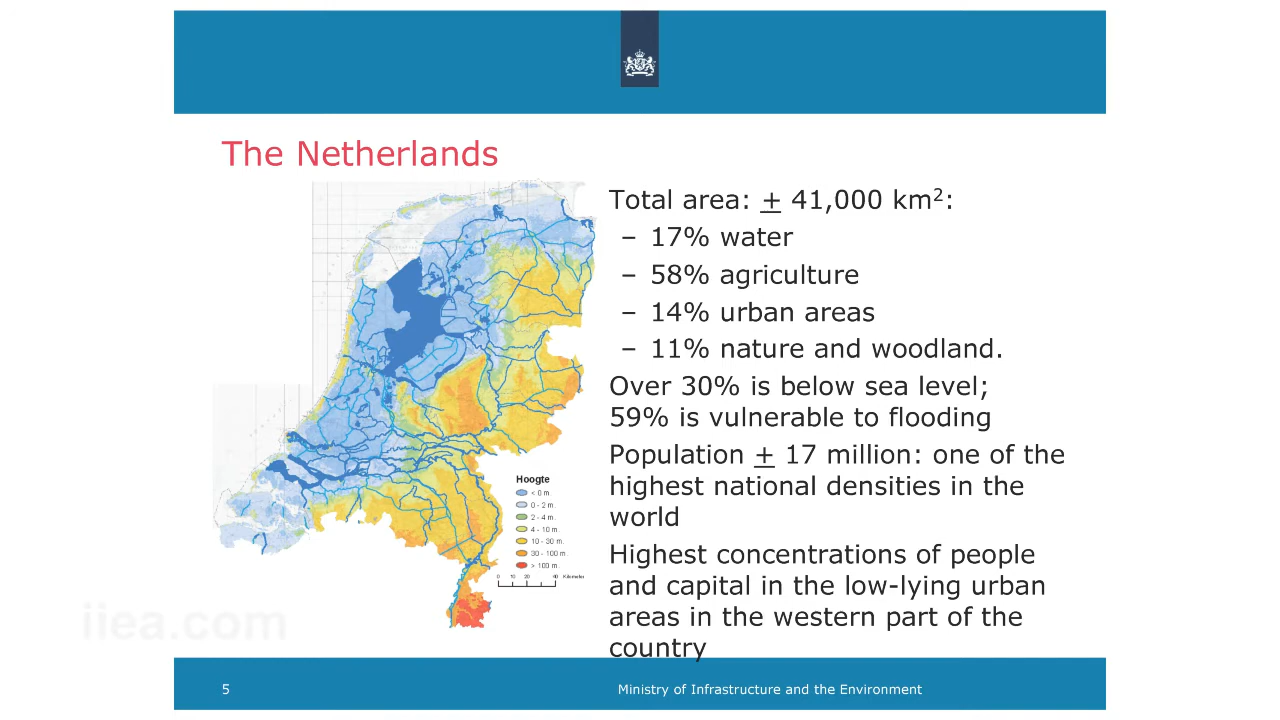 The Netherlands
Total area: + 41,000 km²:
– 17% water
– 58% agriculture
– 14% urban areas
– 11% nature and woodland.
Over 30% is below sea level;
59% is vulnerable to flooding
Population + 17 million: one of the
highest national densities in the
world
Highest concentrations of people
and capital in the low-lying urban
areas in the western part of the
country
Hoogte
< 0 m.
0 - 2 m.
2 - 4 m.
4 - 10 m.
10 - 30 m.
30 - 100 m.
> 100 m.
0 10 20 40 Kilometer
iiea.com
5
Ministry of Infrastructure and the Environment